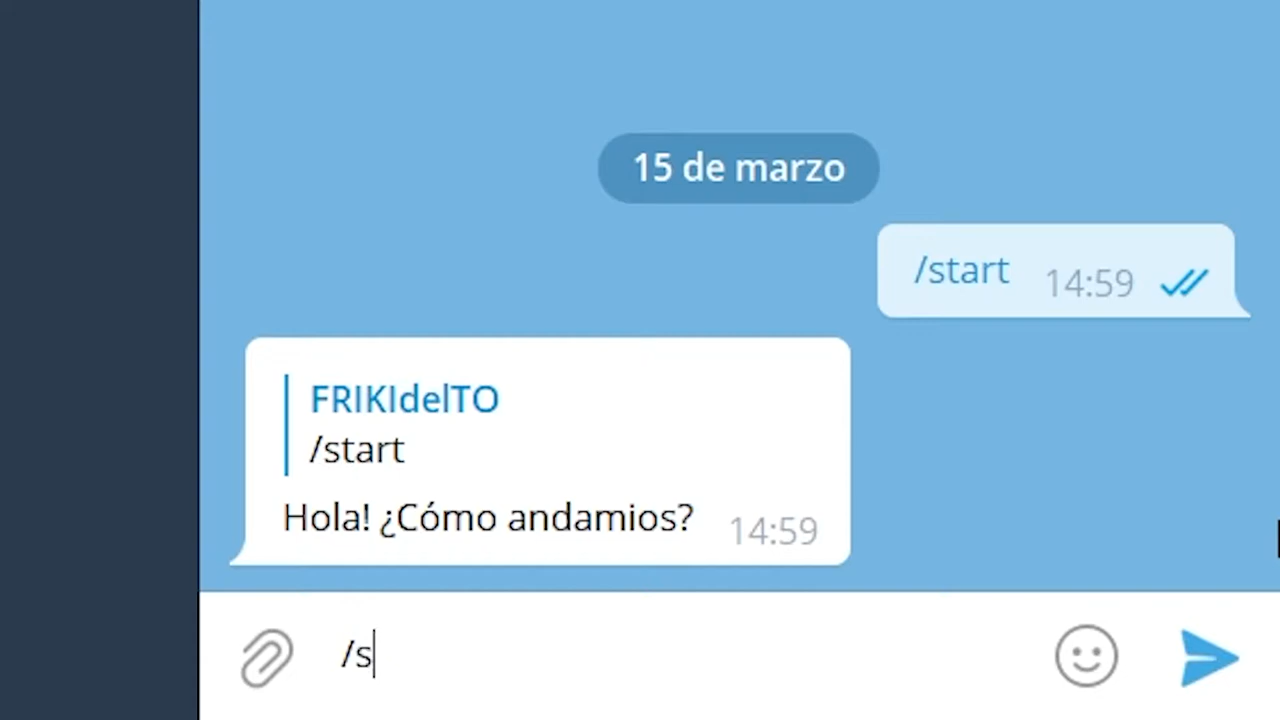 15 de marzo
/start 14:59
FRIKIdelTO
/start
Hola! ¿Cómo andamios? 14:59
/s